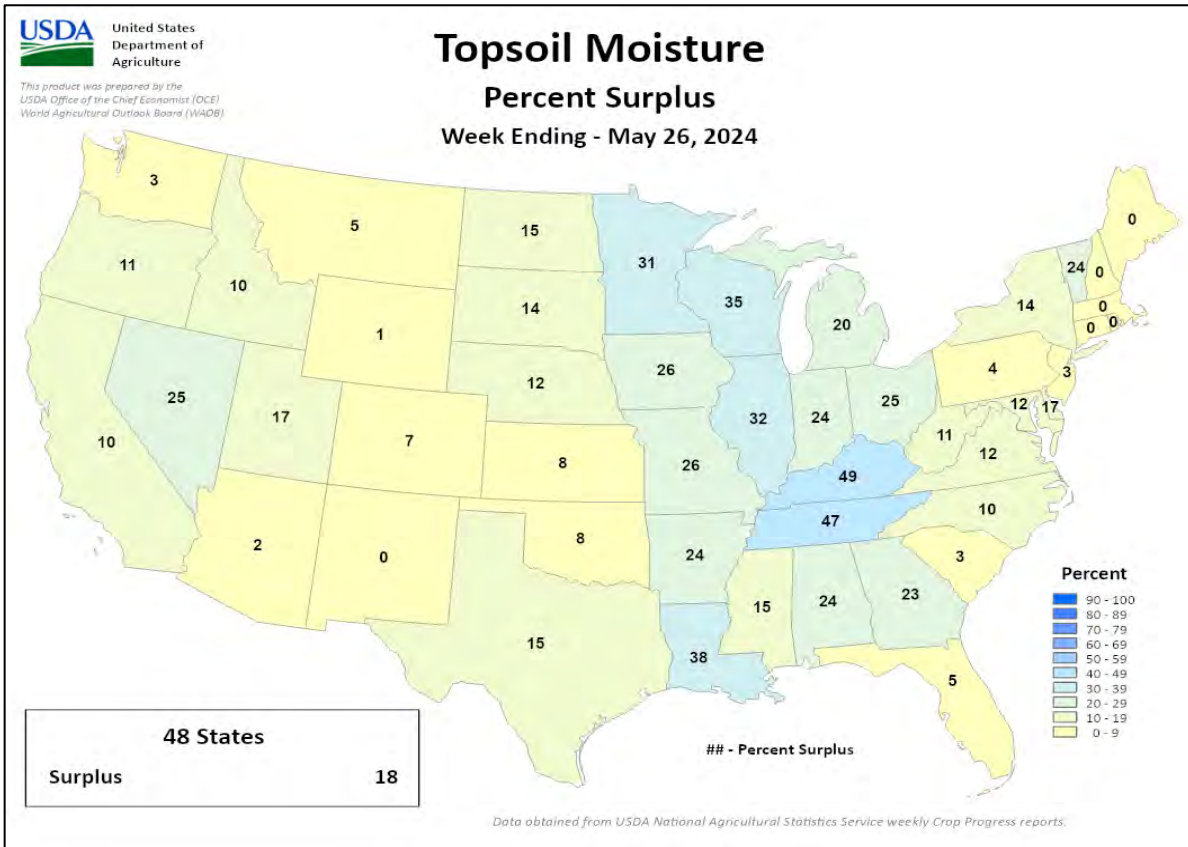 USDA
United States
Department of
Agriculture
This product was prepared by the
USDA Office of the Chief Economist (OCE)
World Agricultural Outlook Board (WAOB)
Topsoil Moisture
Percent Surplus
Week Ending - May 26, 2024
3
5
15
31
0
11
10
14
35
20
14
24
0
0
0
0
1
26
12
25
17
7
8
26
32
24
25
4
3
12
17
11
12
10
49
47
10
2
0
8
24
3
15
15
24
23
38
5
Percent
90 - 100
80 - 89
70 - 79
60 - 69
50 - 59
40 - 49
30 - 39
20 - 29
10 - 19
0 - 9
48 States
Surplus 18
## - Percent Surplus
Data obtained from USDA National Agricultural Statistics Service weekly Crop Progress reports.